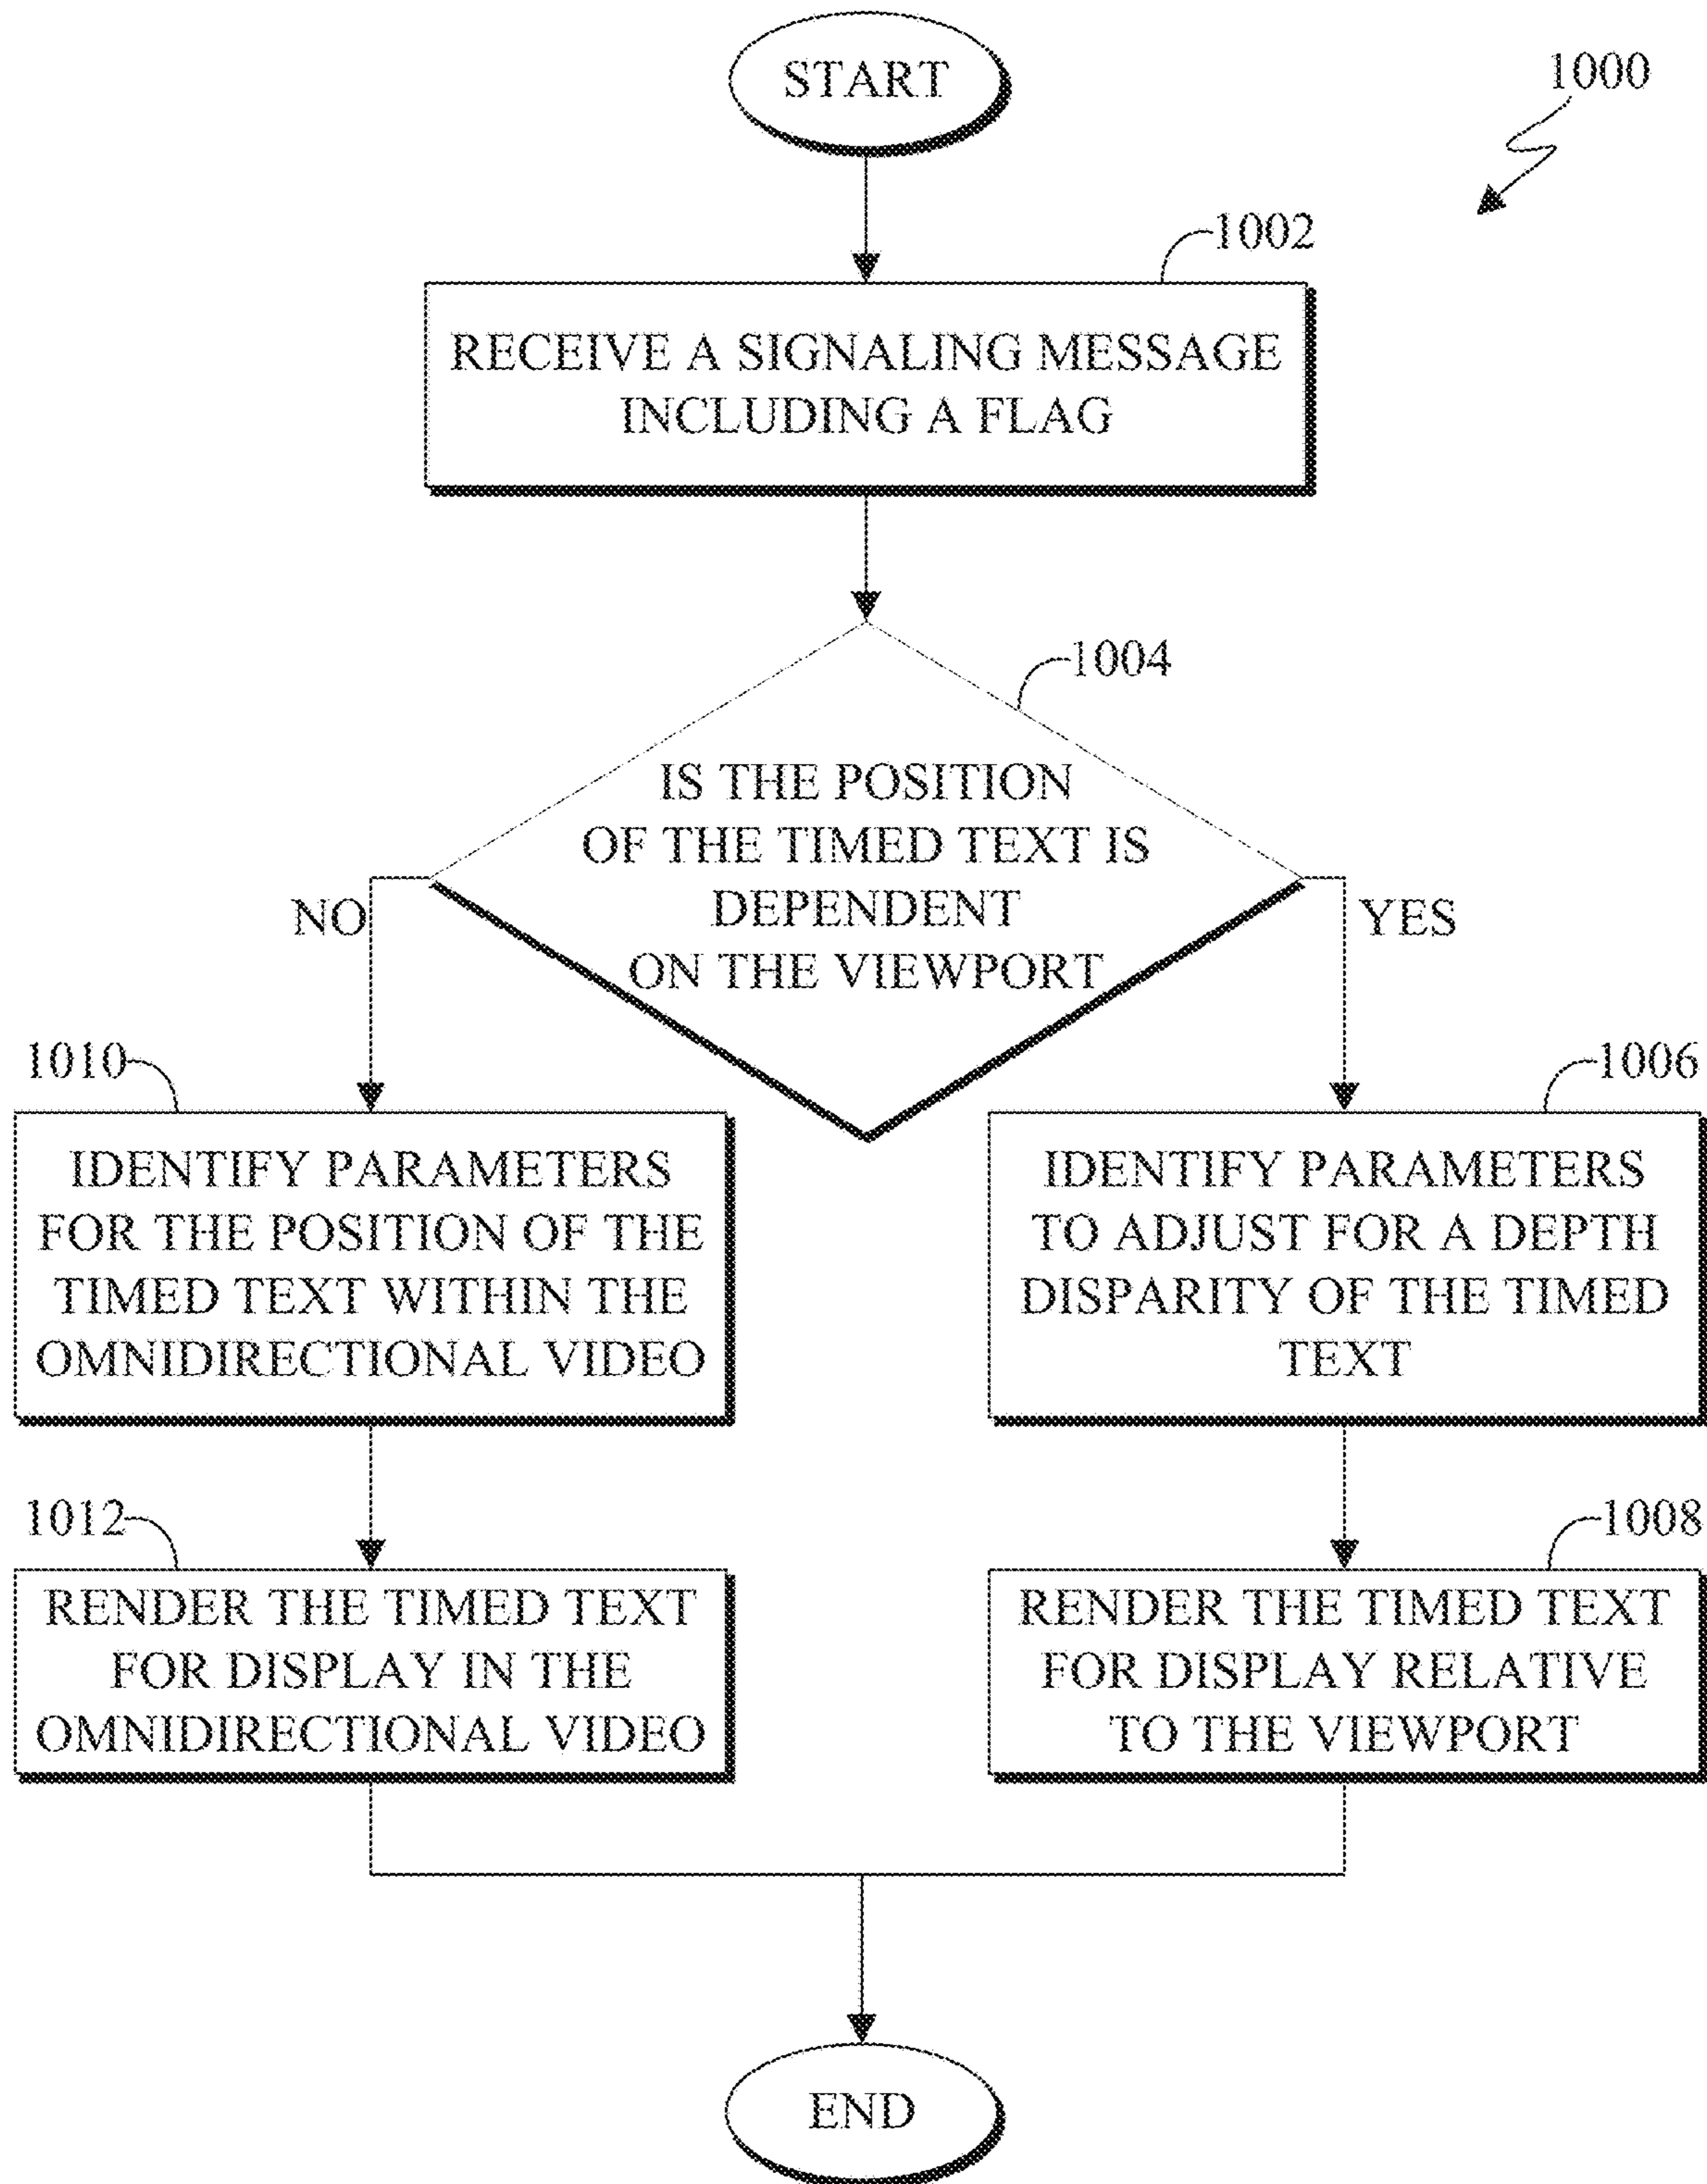 START
1000
1002
RECEIVE A SIGNALING MESSAGE
INCLUDING A FLAG
1004
IS THE POSITION
OF THE TIMED TEXT IS
DEPENDENT
ON THE VIEWPORT
NO
YES
1010
IDENTIFY PARAMETERS
FOR THE POSITION OF THE
TIMED TEXT WITHIN THE
OMNIDIRECTIONAL VIDEO
1006
IDENTIFY PARAMETERS
TO ADJUST FOR A DEPTH
DISPARITY OF THE TIMED
TEXT
1012
RENDER THE TIMED TEXT
FOR DISPLAY IN THE
OMNIDIRECTIONAL VIDEO
1008
RENDER THE TIMED TEXT
FOR DISPLAY RELATIVE
TO THE VIEWPORT
END